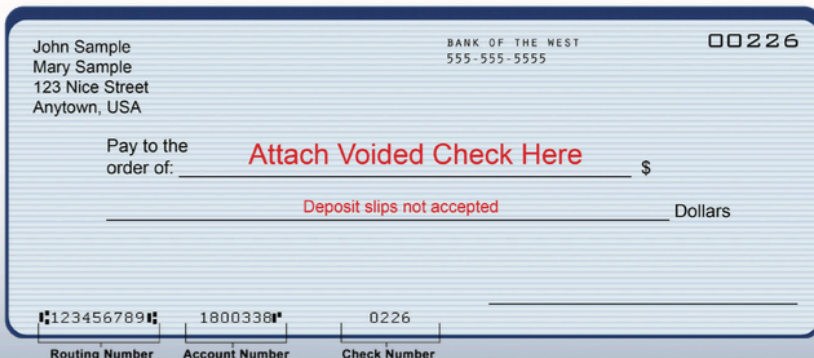 John Sample
Mary Sample
123 Nice Street
Anytown, USA
BANK OF THE WEST
555-555-5555
00226
Pay to the
order of: Attach Voided Check Here $
Deposit slips not accepted Dollars
⑆123456789⑆ 1800338⑈ 0226
Routing Number Account Number Check Number